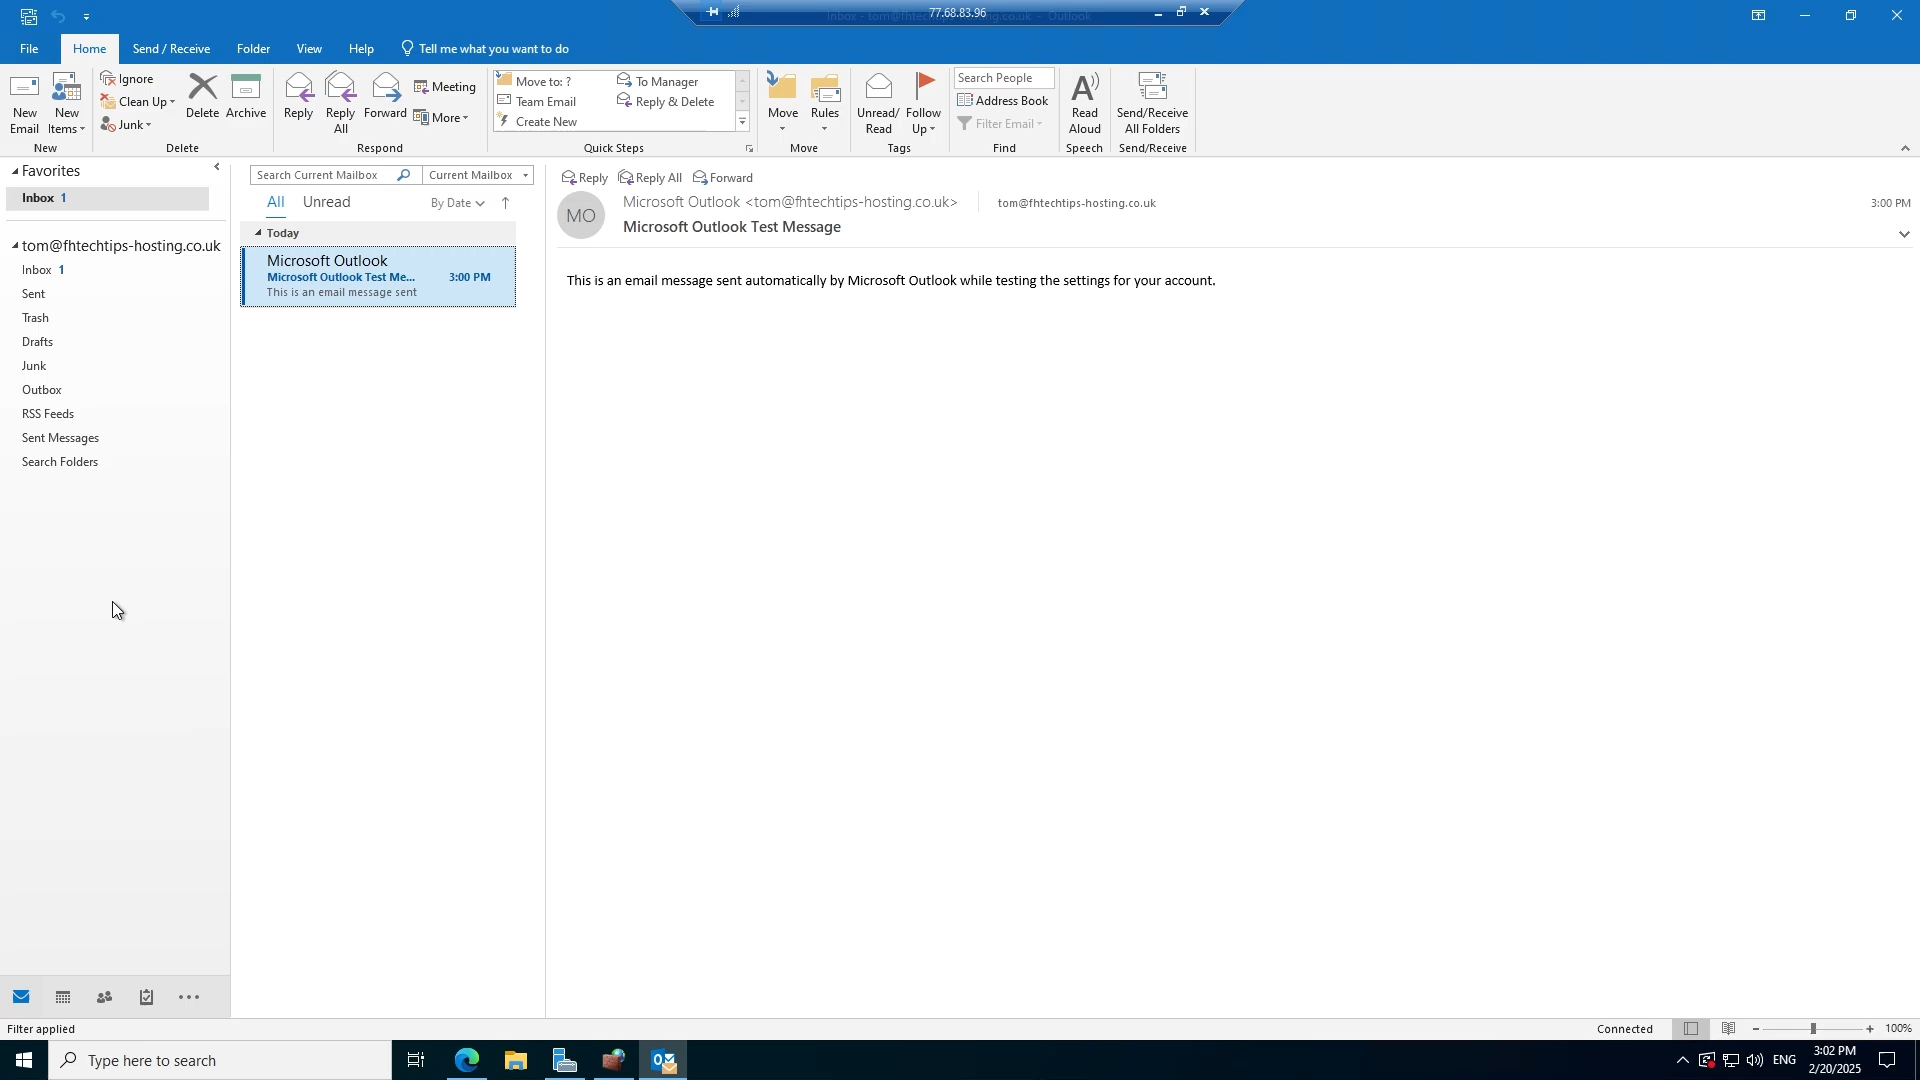 77.68.83.96
Inbox - tom@fhtechtips-hosting.co.uk - Outlook
File Home Send / Receive Folder View Help Tell me what you want to do
New Email
New Items
New
Ignore
Clean Up
Junk
Delete
Archive
Delete
Reply
Reply All
Forward
Meeting
More
Respond
Move to: ?
To Manager
Team Email
Reply & Delete
Create New
Quick Steps
Move
Rules
Move
Unread/ Read
Follow Up
Tags
Search People
Address Book
Filter Email
Find
Read Aloud
Speech
Send/Receive All Folders
Send/Receive
Favorites
Inbox 1
tom@fhtechtips-hosting.co.uk
Inbox 1
Sent
Trash
Drafts
Junk
Outbox
RSS Feeds
Sent Messages
Search Folders
Search Current Mailbox
Current Mailbox
All Unread By Date
Today
Microsoft Outlook
Microsoft Outlook Test Me... 3:00 PM
This is an email message sent
Reply Reply All Forward
MO
Microsoft Outlook <tom@fhtechtips-hosting.co.uk> tom@fhtechtips-hosting.co.uk 3:00 PM
Microsoft Outlook Test Message
This is an email message sent automatically by Microsoft Outlook while testing the settings for your account.
Filter applied
Connected
100%
Type here to search
ENG
3:02 PM
2/20/2025